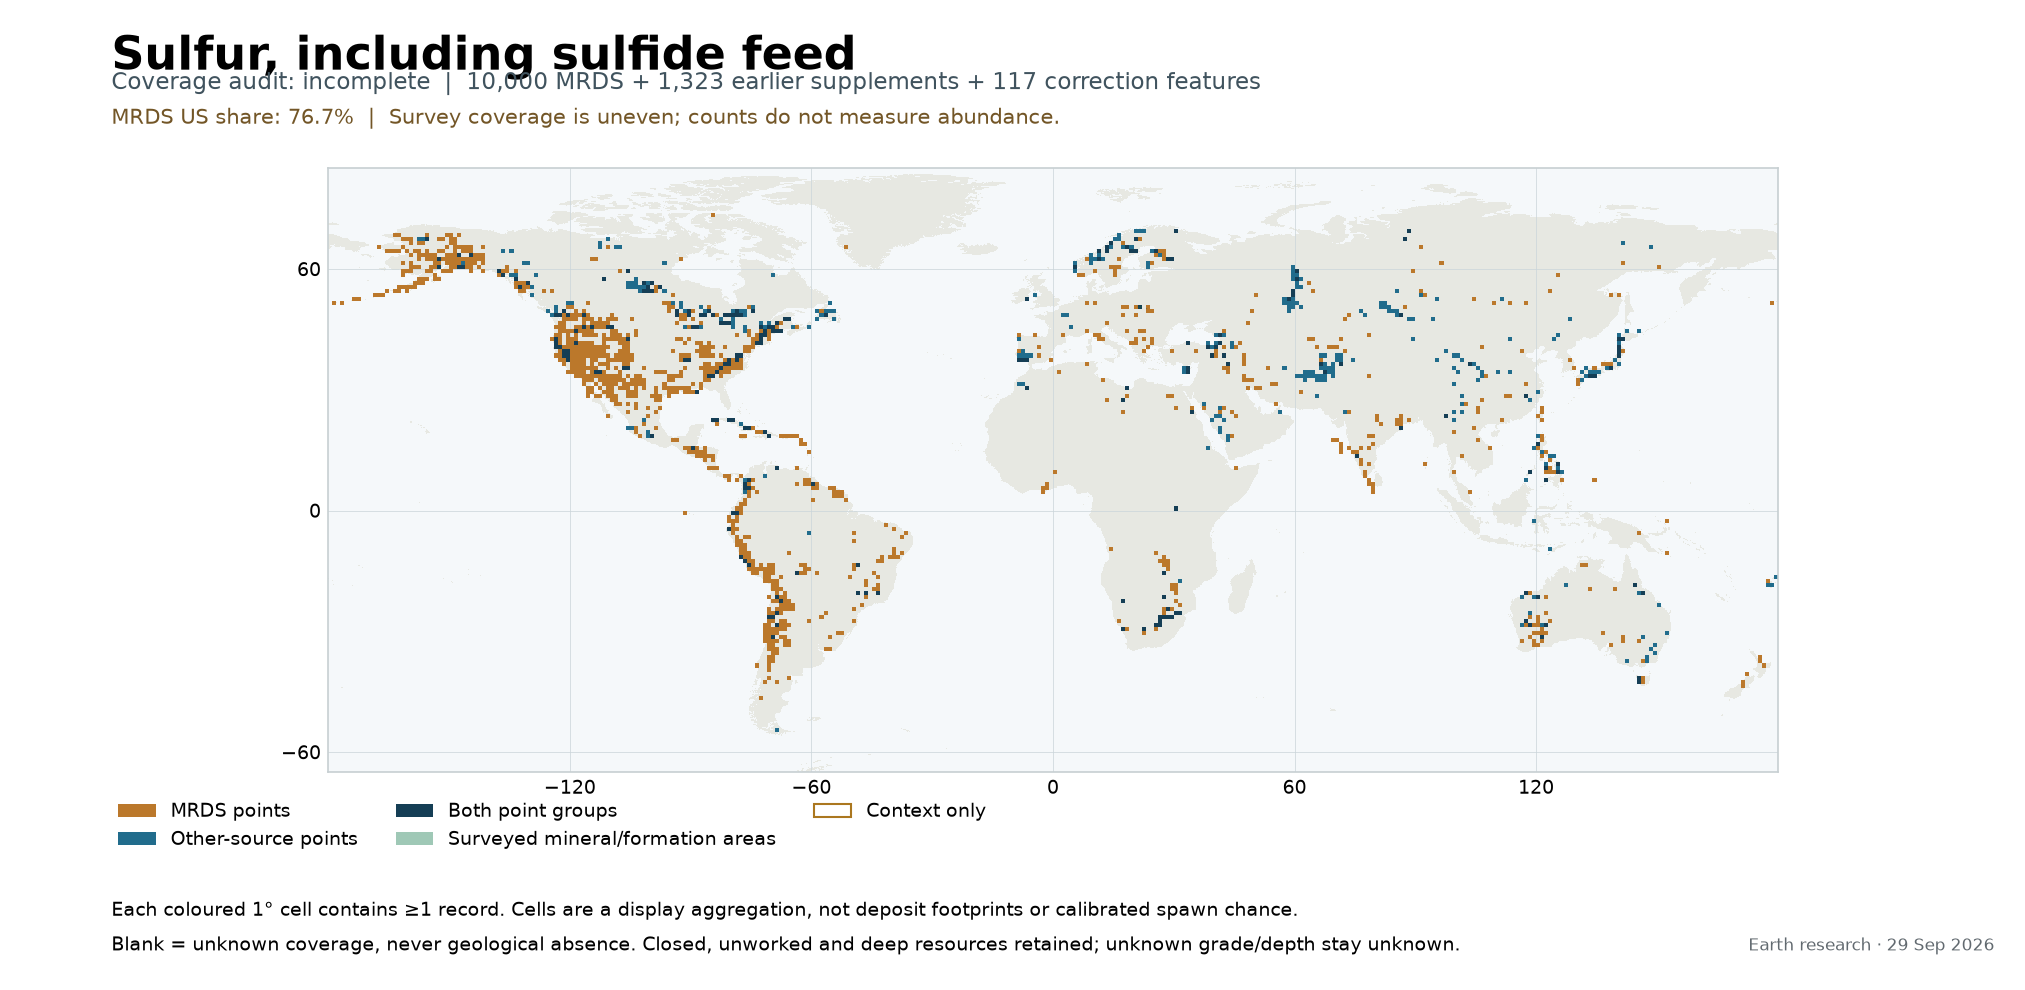 Sulfur, including sulfide feed
Coverage audit: incomplete | 10,000 MRDS + 1,323 earlier supplements + 117 correction features
MRDS US share: 76.7% | Survey coverage is uneven; counts do not measure abundance.
60
0
−60
−120
−60
0
60
120
MRDS points
Both point groups
Context only
Other-source points
Surveyed mineral/formation areas
Each coloured 1° cell contains ≥1 record. Cells are a display aggregation, not deposit footprints or calibrated spawn chance.
Blank = unknown coverage, never geological absence. Closed, unworked and deep resources retained; unknown grade/depth stay unknown.
Earth research · 29 Sep 2026